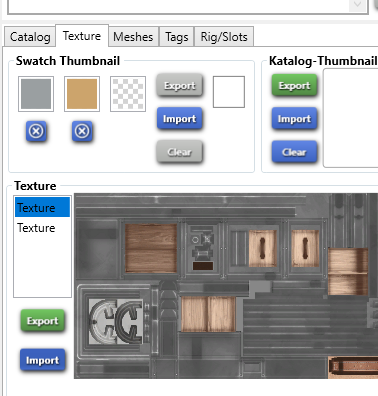 Catalog Texture Meshes Tags Rig/Slots
Swatch Thumbnail
Export
Import
Clear
Katalog-Thumbnail
Export
Import
Clear
Texture
Texture
Texture
Export
Import